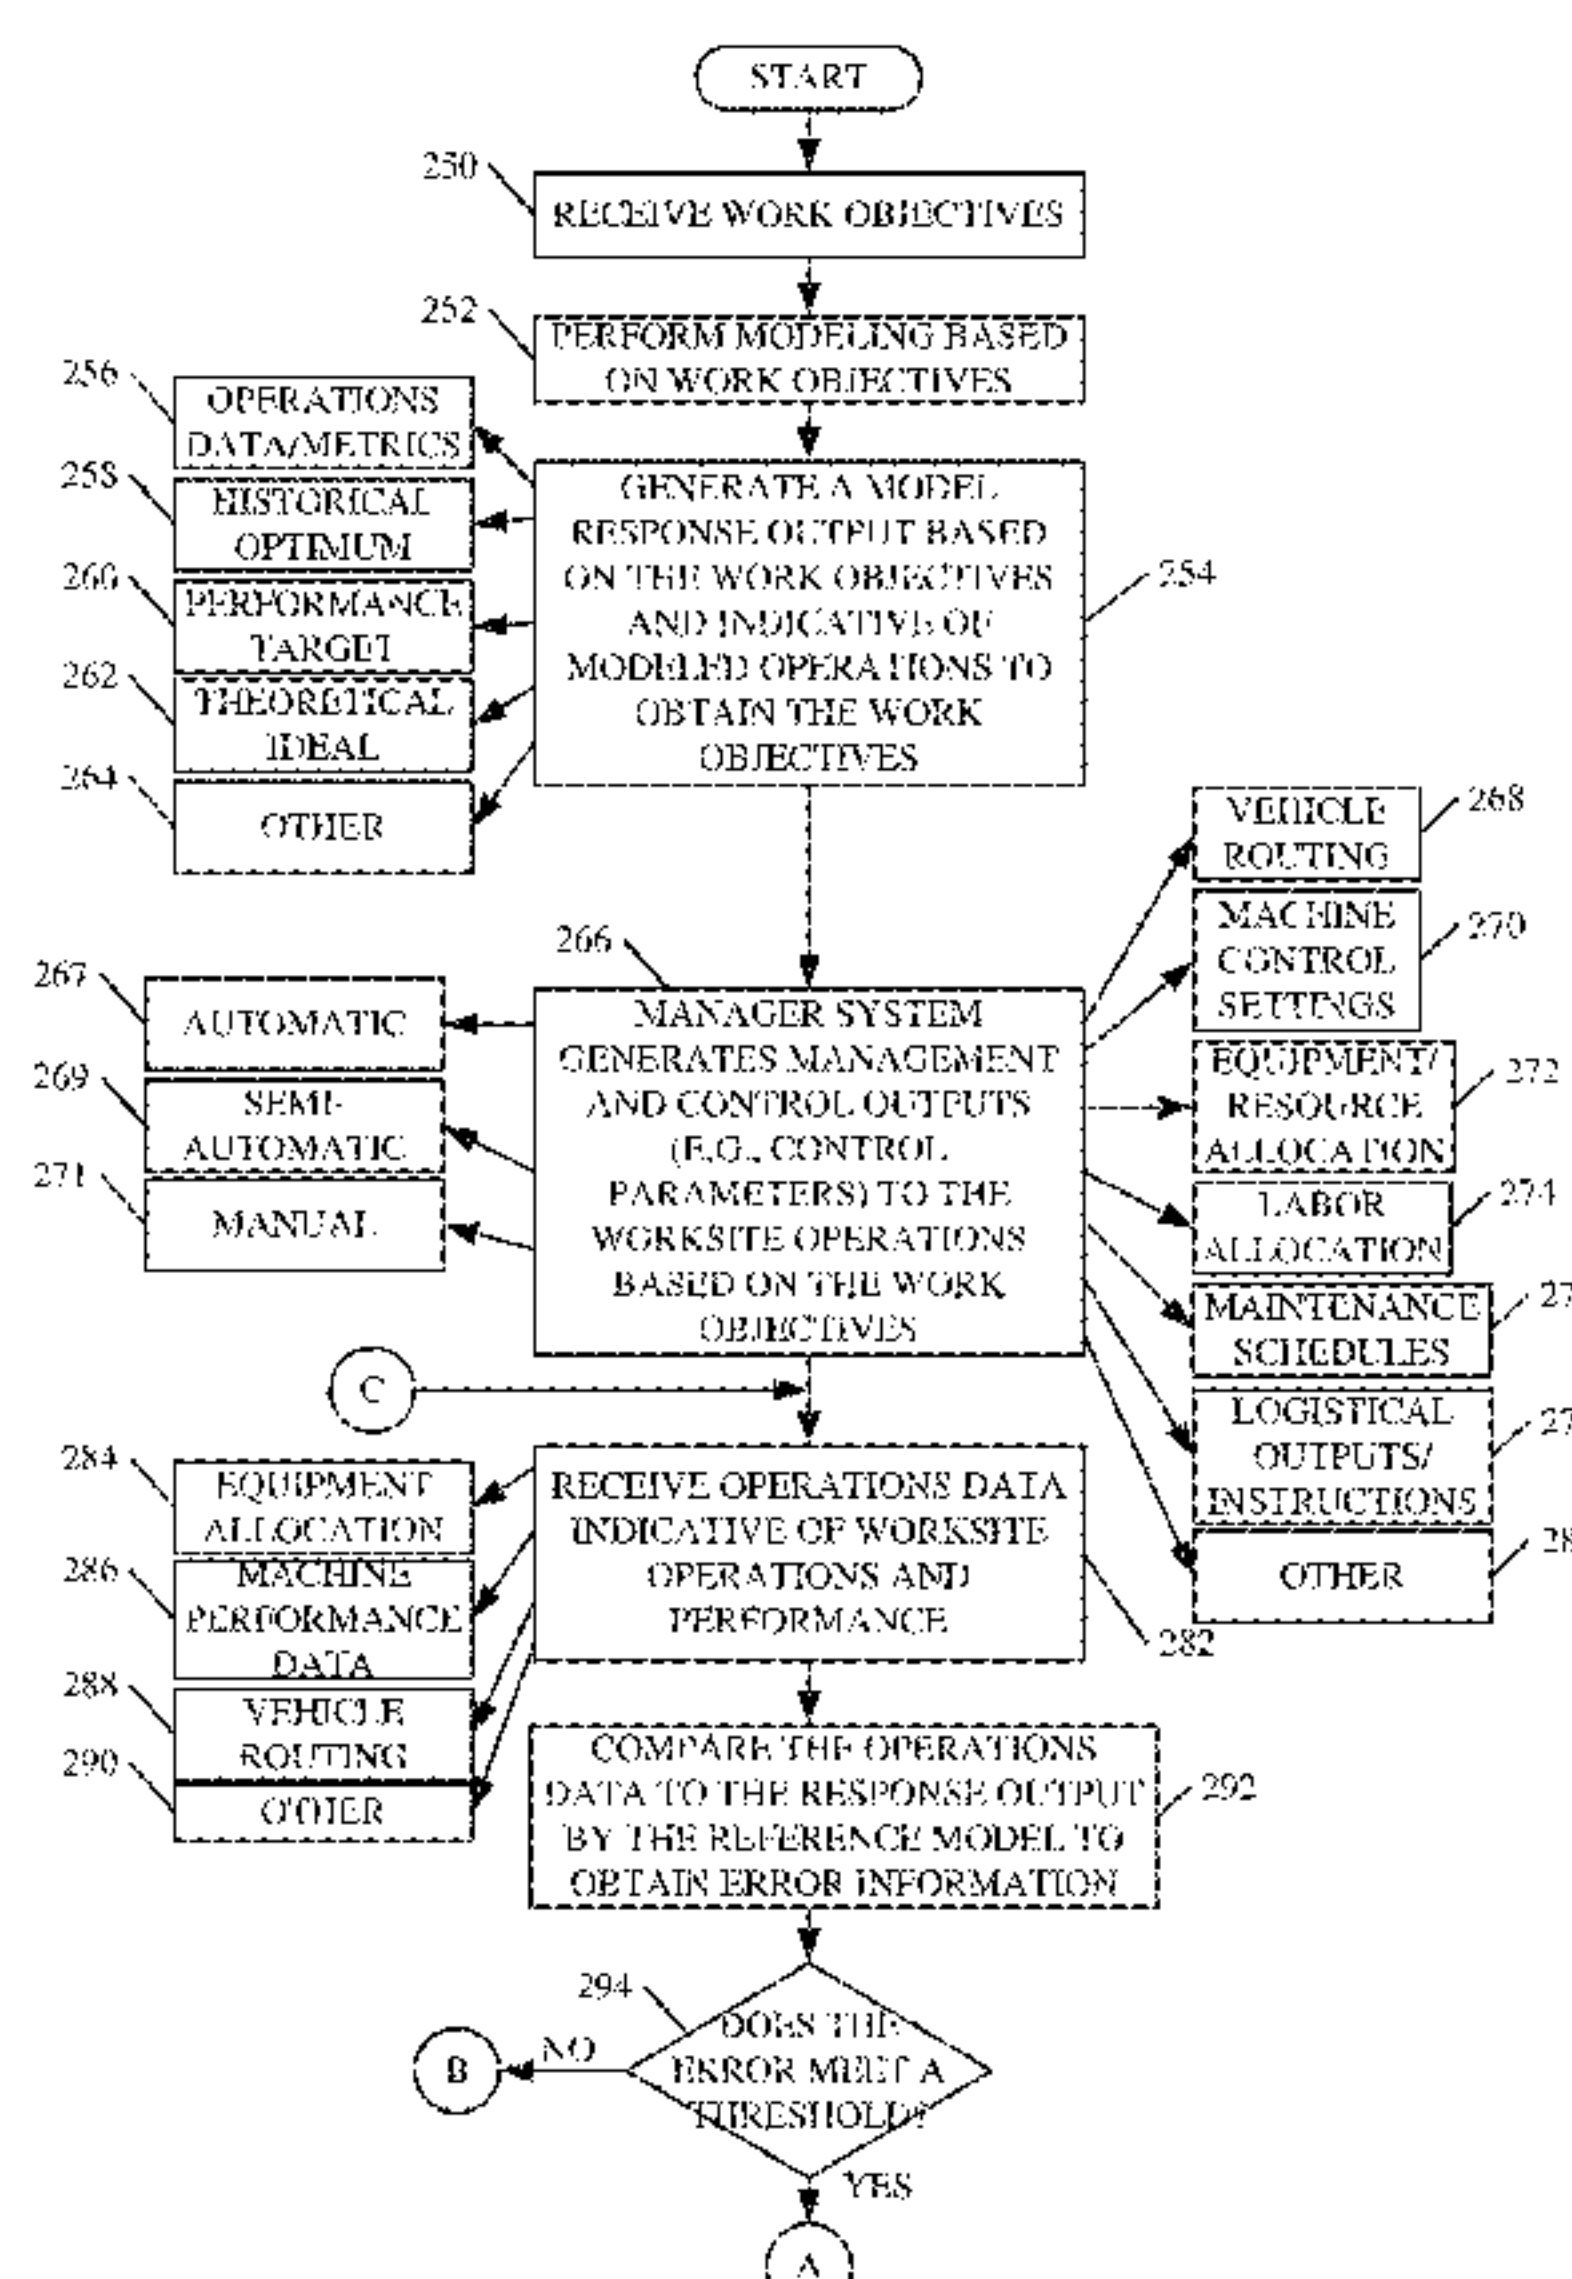 START
250
RECEIVE WORK OBJECTIVES
252
PERFORM MODELING BASED
ON WORK OBJECTIVES
256
OPERATIONS
DATA/METRICS
258
HISTORICAL
OPTIMUM
260
PERFORMANCE
TARGET
262
THEORETICAL
IDEAL
264
OTHER
GENERATE A MODEL
RESPONSE OUTPUT BASED
ON THE WORK OBJECTIVES
AND INDICATIVE OF
MODELED OPERATIONS TO
OBTAIN THE WORK
OBJECTIVES
254
266
MANAGER SYSTEM
GENERATES MANAGEMENT
AND CONTROL OUTPUTS
(E.G., CONTROL
PARAMETERS) TO THE
WORKSITE OPERATIONS
BASED ON THE WORK
OBJECTIVES
267
AUTOMATIC
269
SEMI-
AUTOMATIC
271
MANUAL
VEHICLE
ROUTING
268
MACHINE
CONTROL
SETTINGS
270
EQUIPMENT/
RESOURCE
ALLOCATION
272
LABOR
ALLOCATION
274
MAINTENANCE
SCHEDULES
LOGISTICAL
OUTPUTS/
INSTRUCTIONS
OTHER
C
RECEIVE OPERATIONS DATA
INDICATIVE OF WORKSITE
OPERATIONS AND
PERFORMANCE
282
284
EQUIPMENT
ALLOCATION
286
MACHINE
PERFORMANCE
DATA
288
VEHICLE
ROUTING
290
OTHER
COMPARE THE OPERATIONS
DATA TO THE RESPONSE OUTPUT
BY THE REFERENCE MODEL TO
OBTAIN ERROR INFORMATION
292
294
DOES THE
ERROR MEET A
THRESHOLD?
NO
B
YES
A